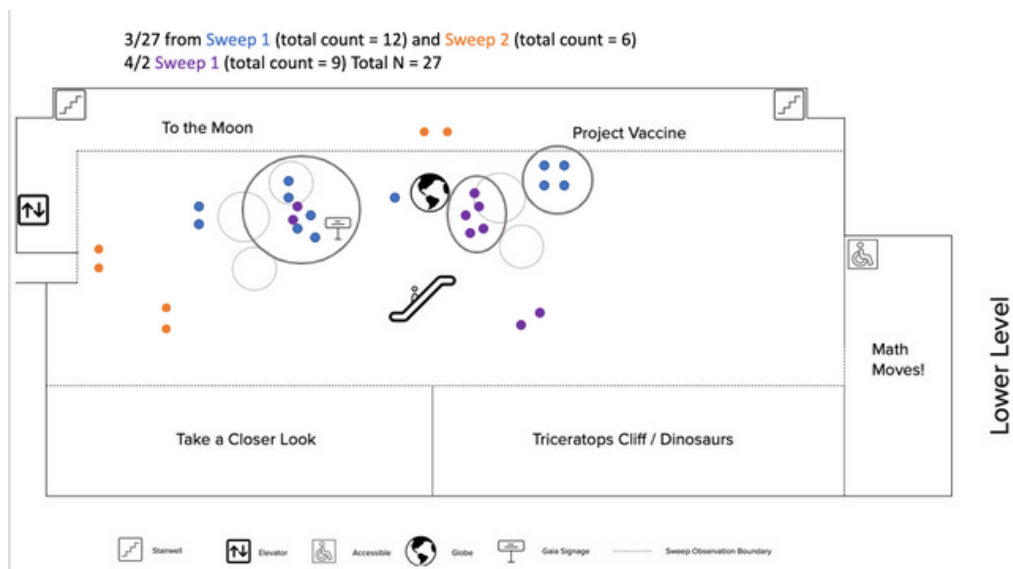 3/27 from Sweep 1 (total count = 12) and Sweep 2 (total count = 6)
4/2 Sweep 1 (total count = 9) Total N = 27
To the Moon
Project Vaccine
Math
Moves!
Lower Level
Take a Closer Look
Triceratops Cliff / Dinosaurs
Stairwell
Elevator
Accessible
Globe
Gaia Signage
Sweep Observation Boundary